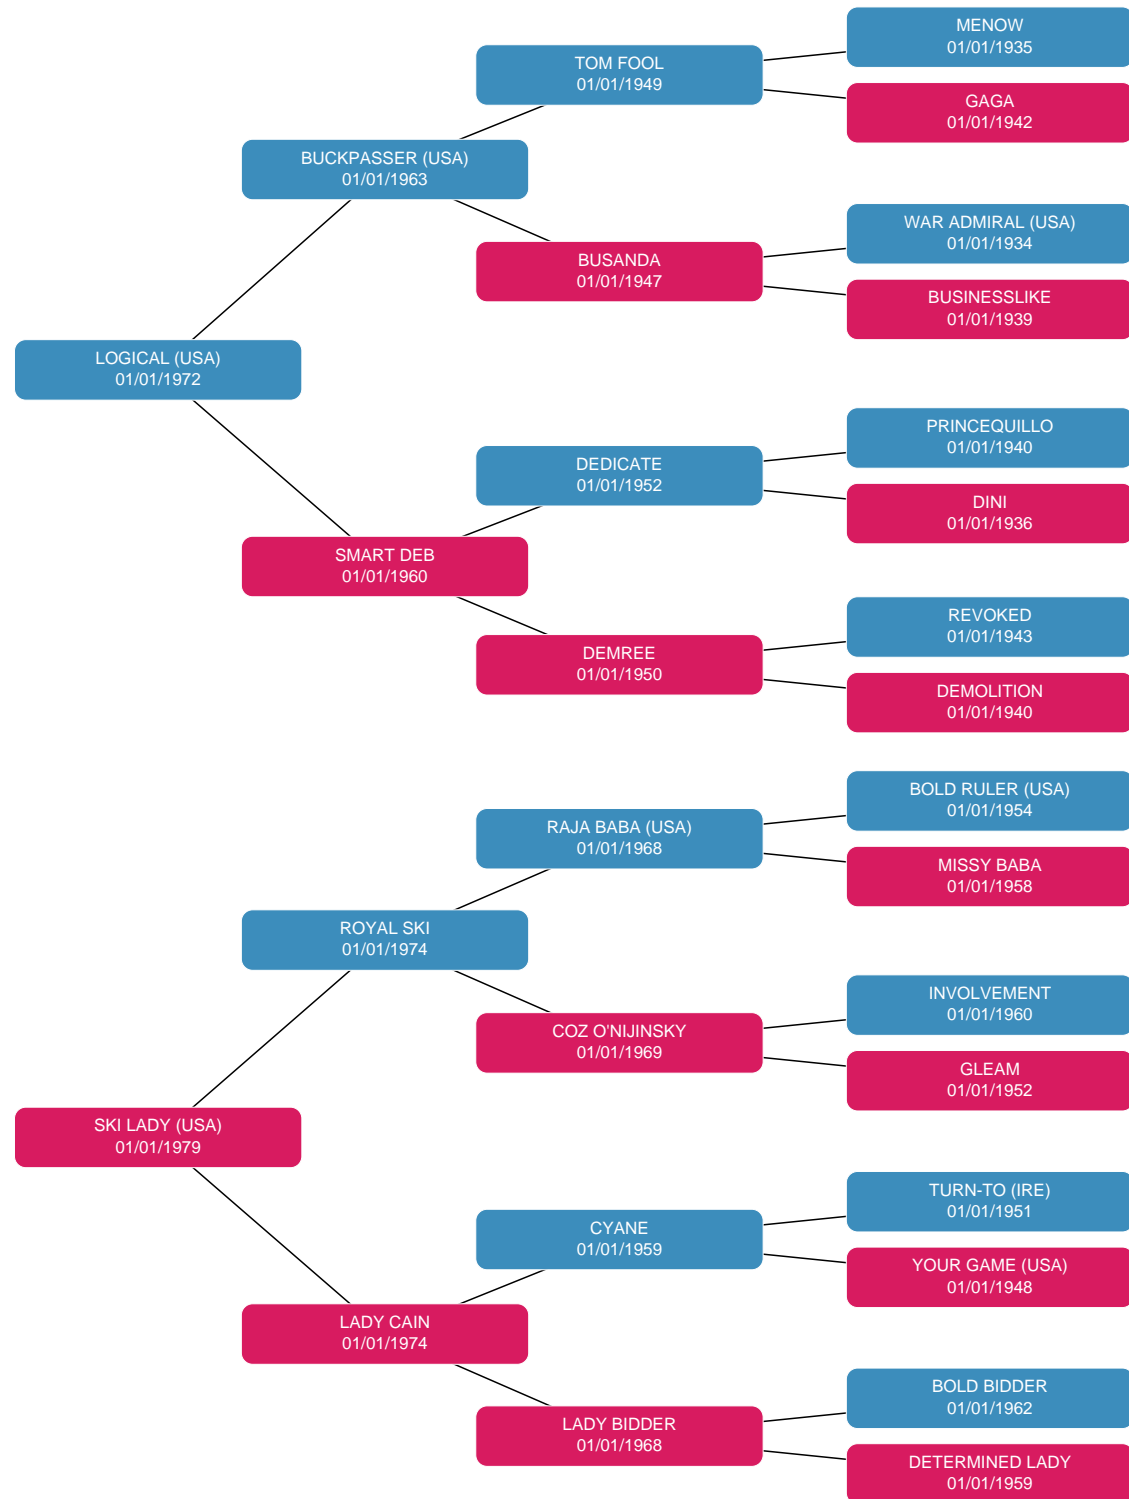 MENOW
01/01/1935
TOM FOOL
01/01/1949
GAGA
01/01/1942
BUCKPASSER (USA)
01/01/1963
WAR ADMIRAL (USA)
01/01/1934
BUSANDA
01/01/1947
BUSINESSLIKE
01/01/1939
LOGICAL (USA)
01/01/1972
PRINCEQUILLO
01/01/1940
DEDICATE
01/01/1952
DINI
01/01/1936
SMART DEB
01/01/1960
REVOKED
01/01/1943
DEMREE
01/01/1950
DEMOLITION
01/01/1940
BOLD RULER (USA)
01/01/1954
RAJA BABA (USA)
01/01/1968
MISSY BABA
01/01/1958
ROYAL SKI
01/01/1974
INVOLVEMENT
01/01/1960
COZ O'NIJINSKY
01/01/1969
GLEAM
01/01/1952
SKI LADY (USA)
01/01/1979
TURN-TO (IRE)
01/01/1951
CYANE
01/01/1959
YOUR GAME (USA)
01/01/1948
LADY CAIN
01/01/1974
BOLD BIDDER
01/01/1962
LADY BIDDER
01/01/1968
DETERMINED LADY
01/01/1959